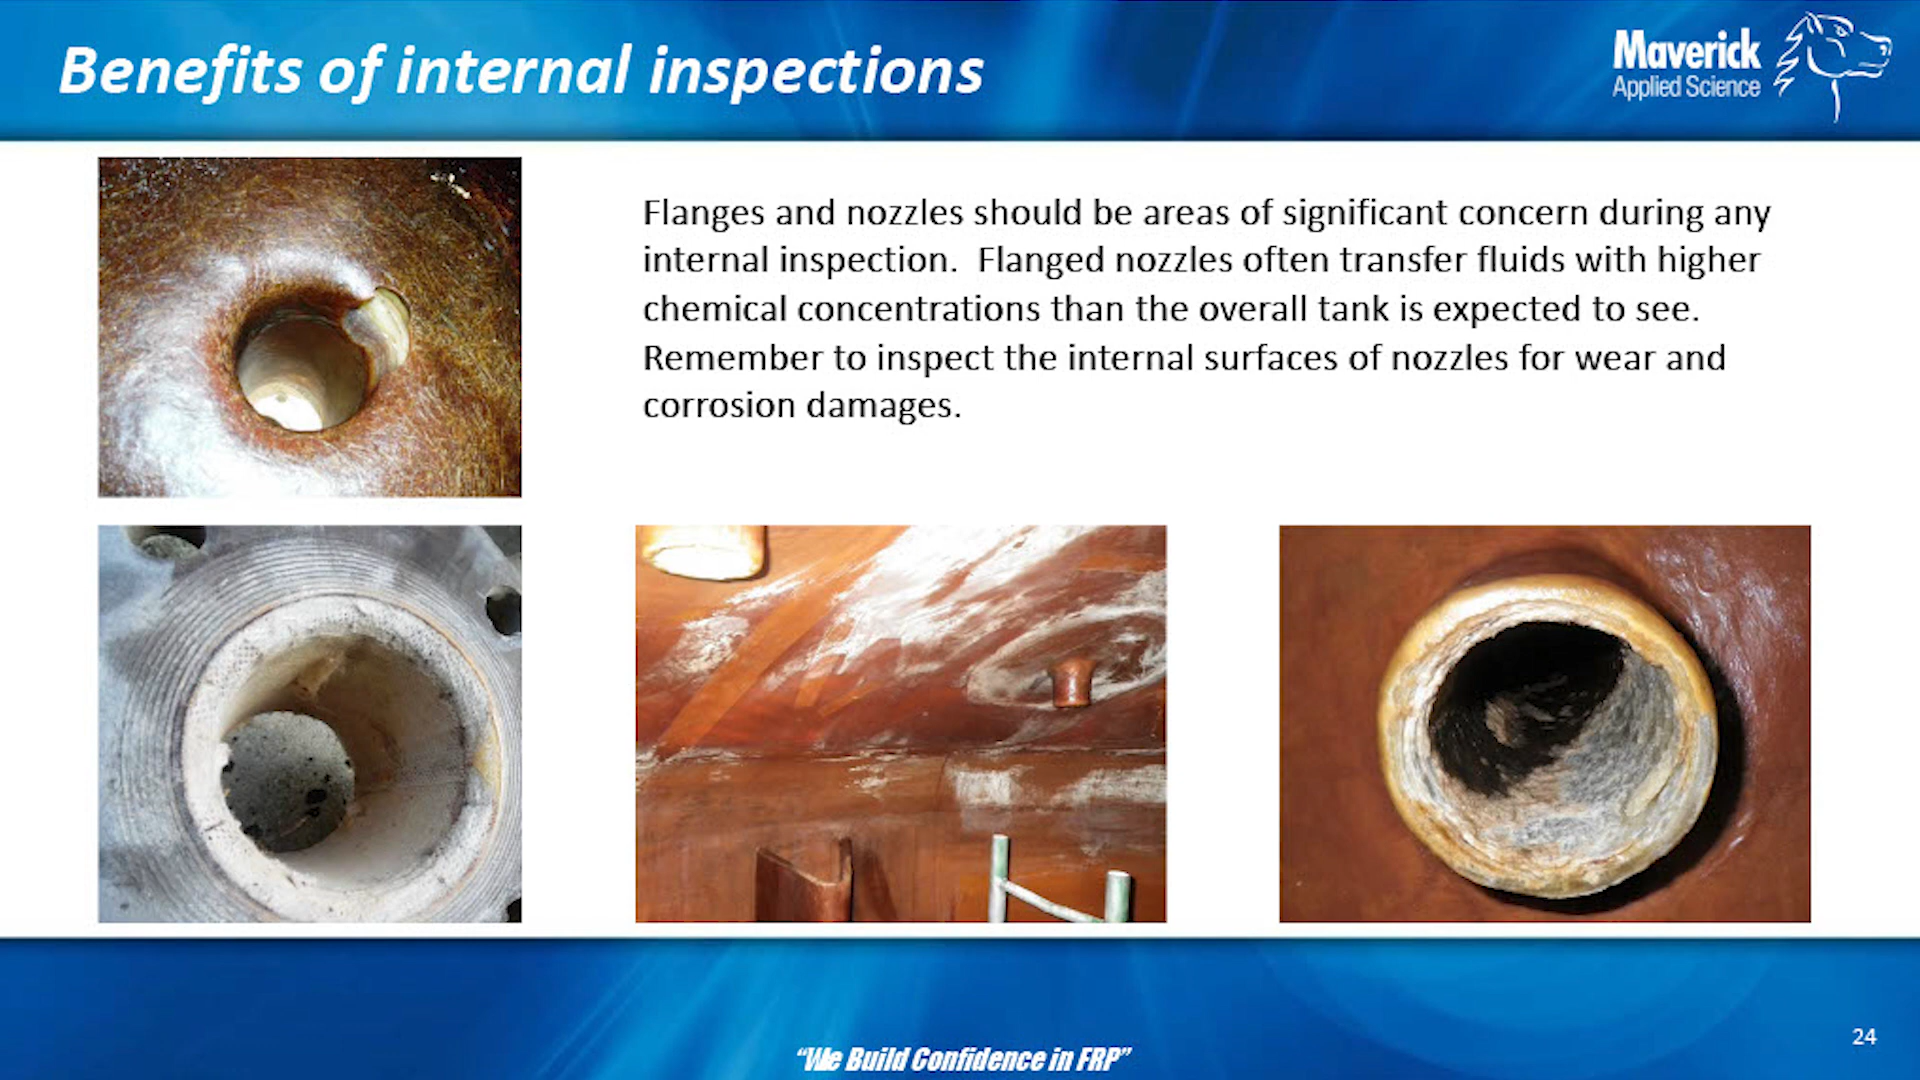 Benefits of internal inspections
Maverick
Applied Science
Flanges and nozzles should be areas of significant concern during any
internal inspection.  Flanged nozzles often transfer fluids with higher
chemical concentrations than the overall tank is expected to see.
Remember to inspect the internal surfaces of nozzles for wear and
corrosion damages.
24
“We Build Confidence in FRP”